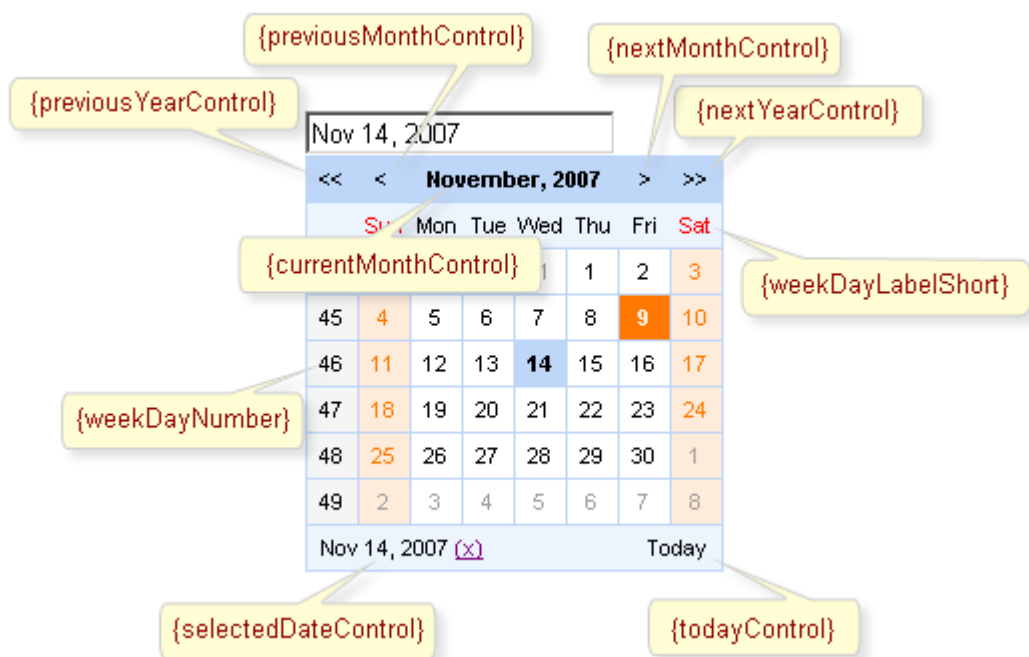 {previousMonthControl}
{nextMonthControl}
{previousYearControl}
{nextYearControl}
Nov 14, 2007
<< < November, 2007 > >>
Sun Mon Tue Wed Thu Fri Sat
{currentMonthControl}
1 1 2 3
{weekDayLabelShort}
45 4 5 6 7 8 9 10
46 11 12 13 14 15 16 17
{weekDayNumber}
47 18 19 20 21 22 23 24
48 25 26 27 28 29 30 1
49 2 3 4 5 6 7 8
Nov 14, 2007 (x) Today
{selectedDateControl}
{todayControl}